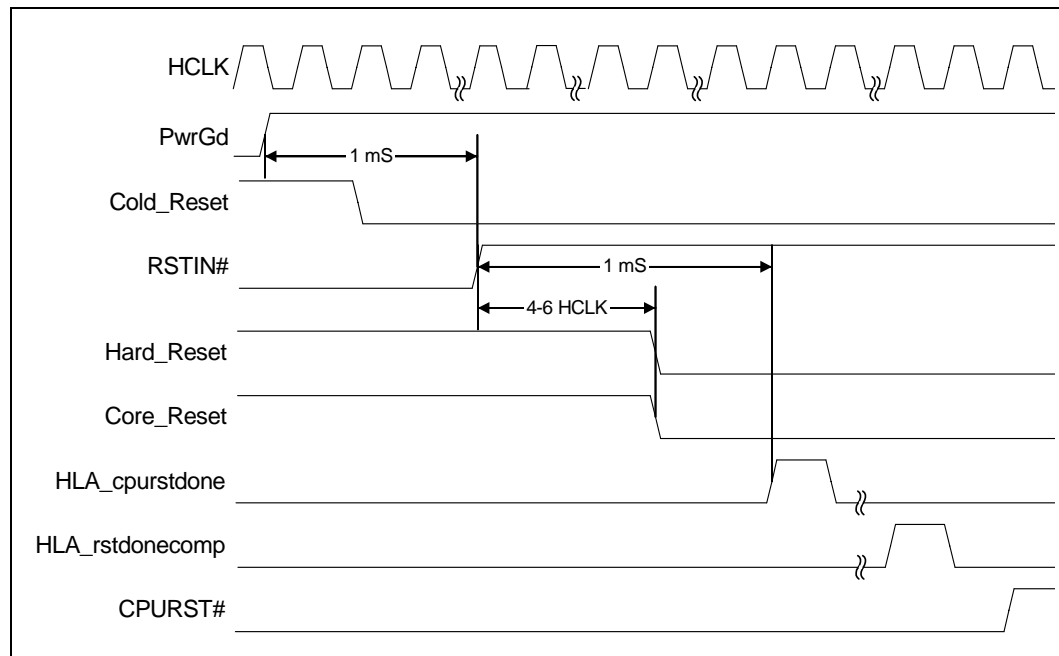 HCLK
PwrGd
1 mS
Cold_Reset
RSTIN#
1 mS
4-6 HCLK
Hard_Reset
Core_Reset
HLA_cpurstdone
HLA_rstdonecomp
CPURST#